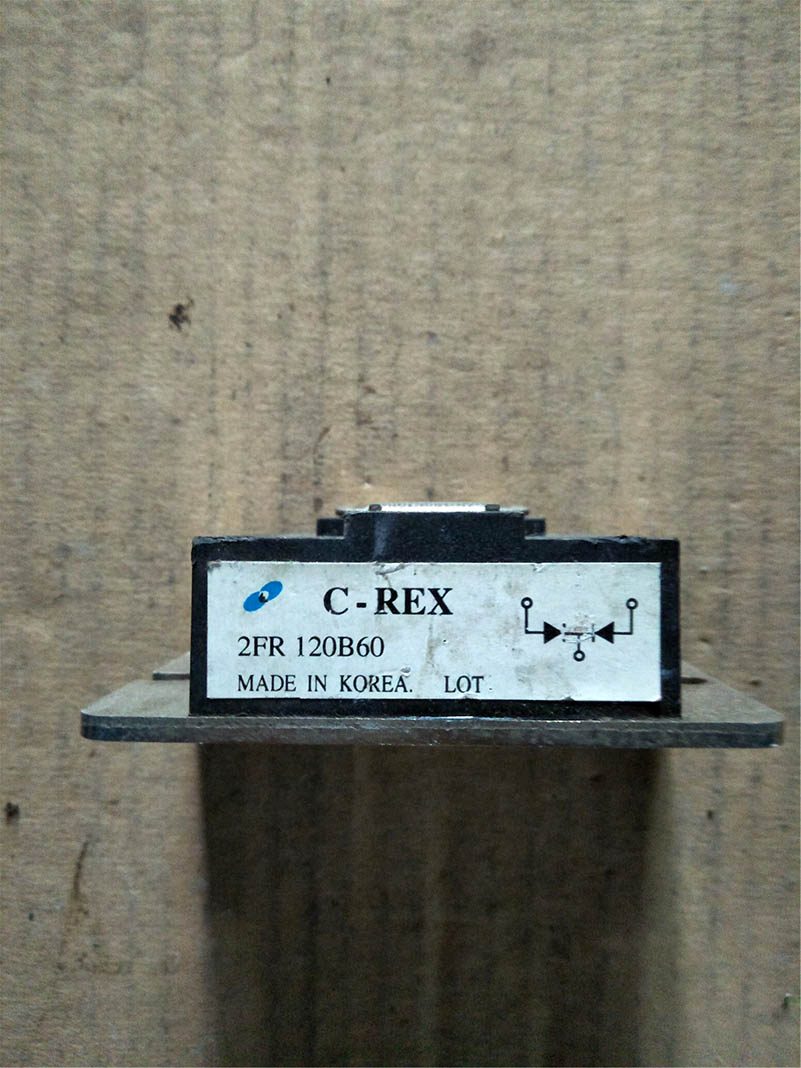 C-REX
2FR 120B60
MADE IN KOREA. LOT